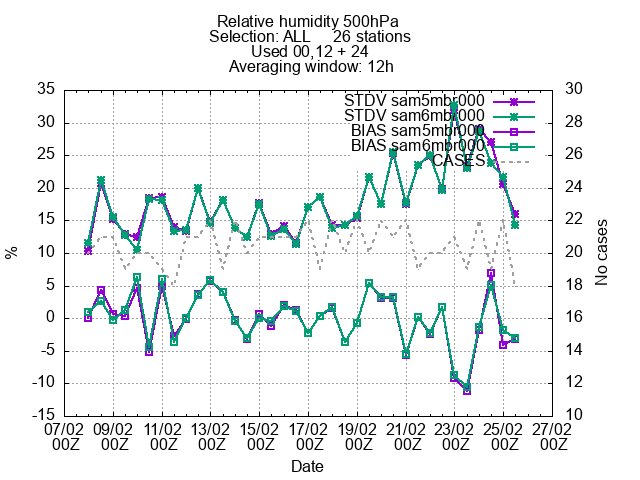 Relative humidity 500hPa
Selection: ALL 26 stations
Used 00,12 + 24
Averaging window: 12h
STDV sam5mbr000
STDV sam6mbr000
BIAS sam5mbr000
BIAS sam6mbr000
CASES
35
30
25
20
15
10
5
0
-5
-10
-15
%
30
28
26
24
22
20
18
16
14
12
10
No cases
07/02 09/02 11/02 13/02 15/02 17/02 19/02 21/02 23/02 25/02 27/02
00Z 00Z 00Z 00Z 00Z 00Z 00Z 00Z 00Z 00Z 00Z
Date